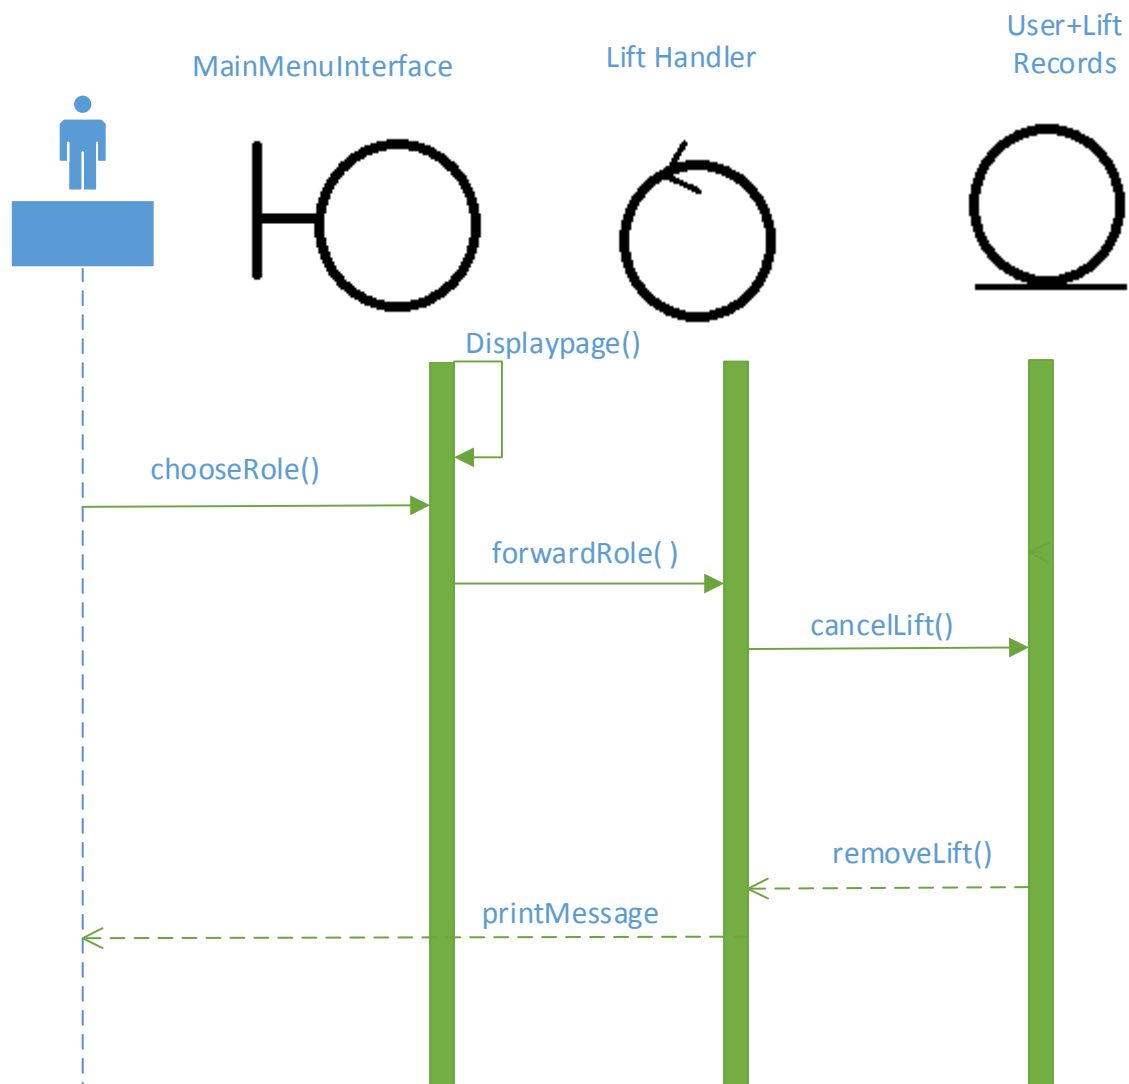 User+Lift
Records
MainMenuInterface
Lift Handler
Displaypage()
chooseRole()
forwardRole( )
cancelLift()
removeLift()
printMessage